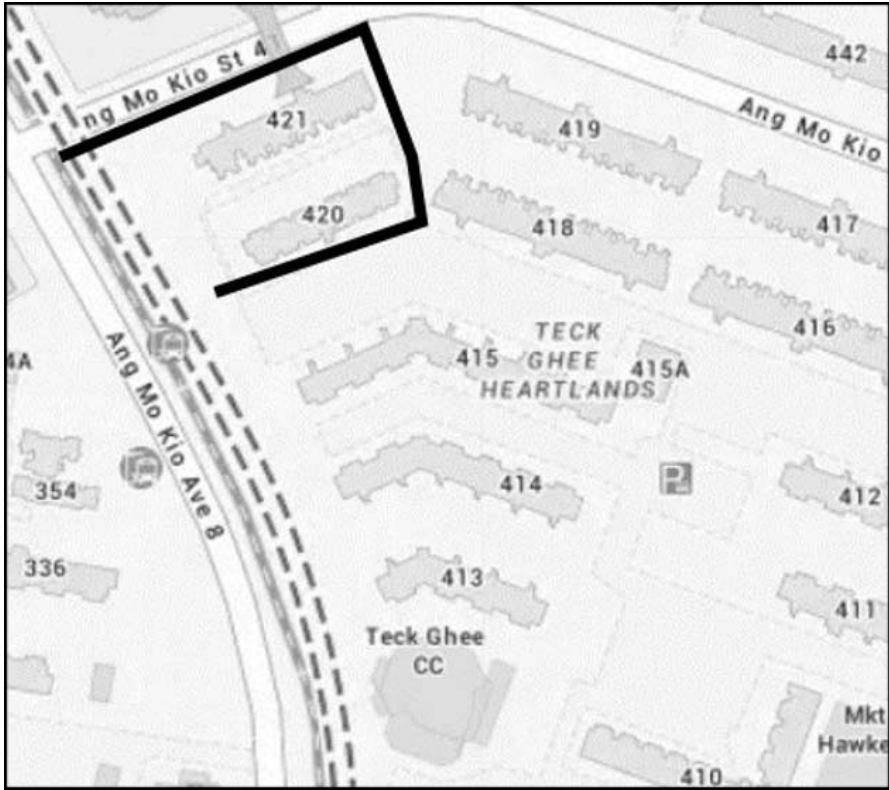 ng Mo Kio St 4
442
Ang Mo Kio
421
419
420
418
417
416
TECK
GHEE
HEARTLANDS
415
415A
4A
Ang Mo Kio Ave 8
P
354
414
412
336
413
411
Teck Ghee
CC
Mkt
Hawke
410